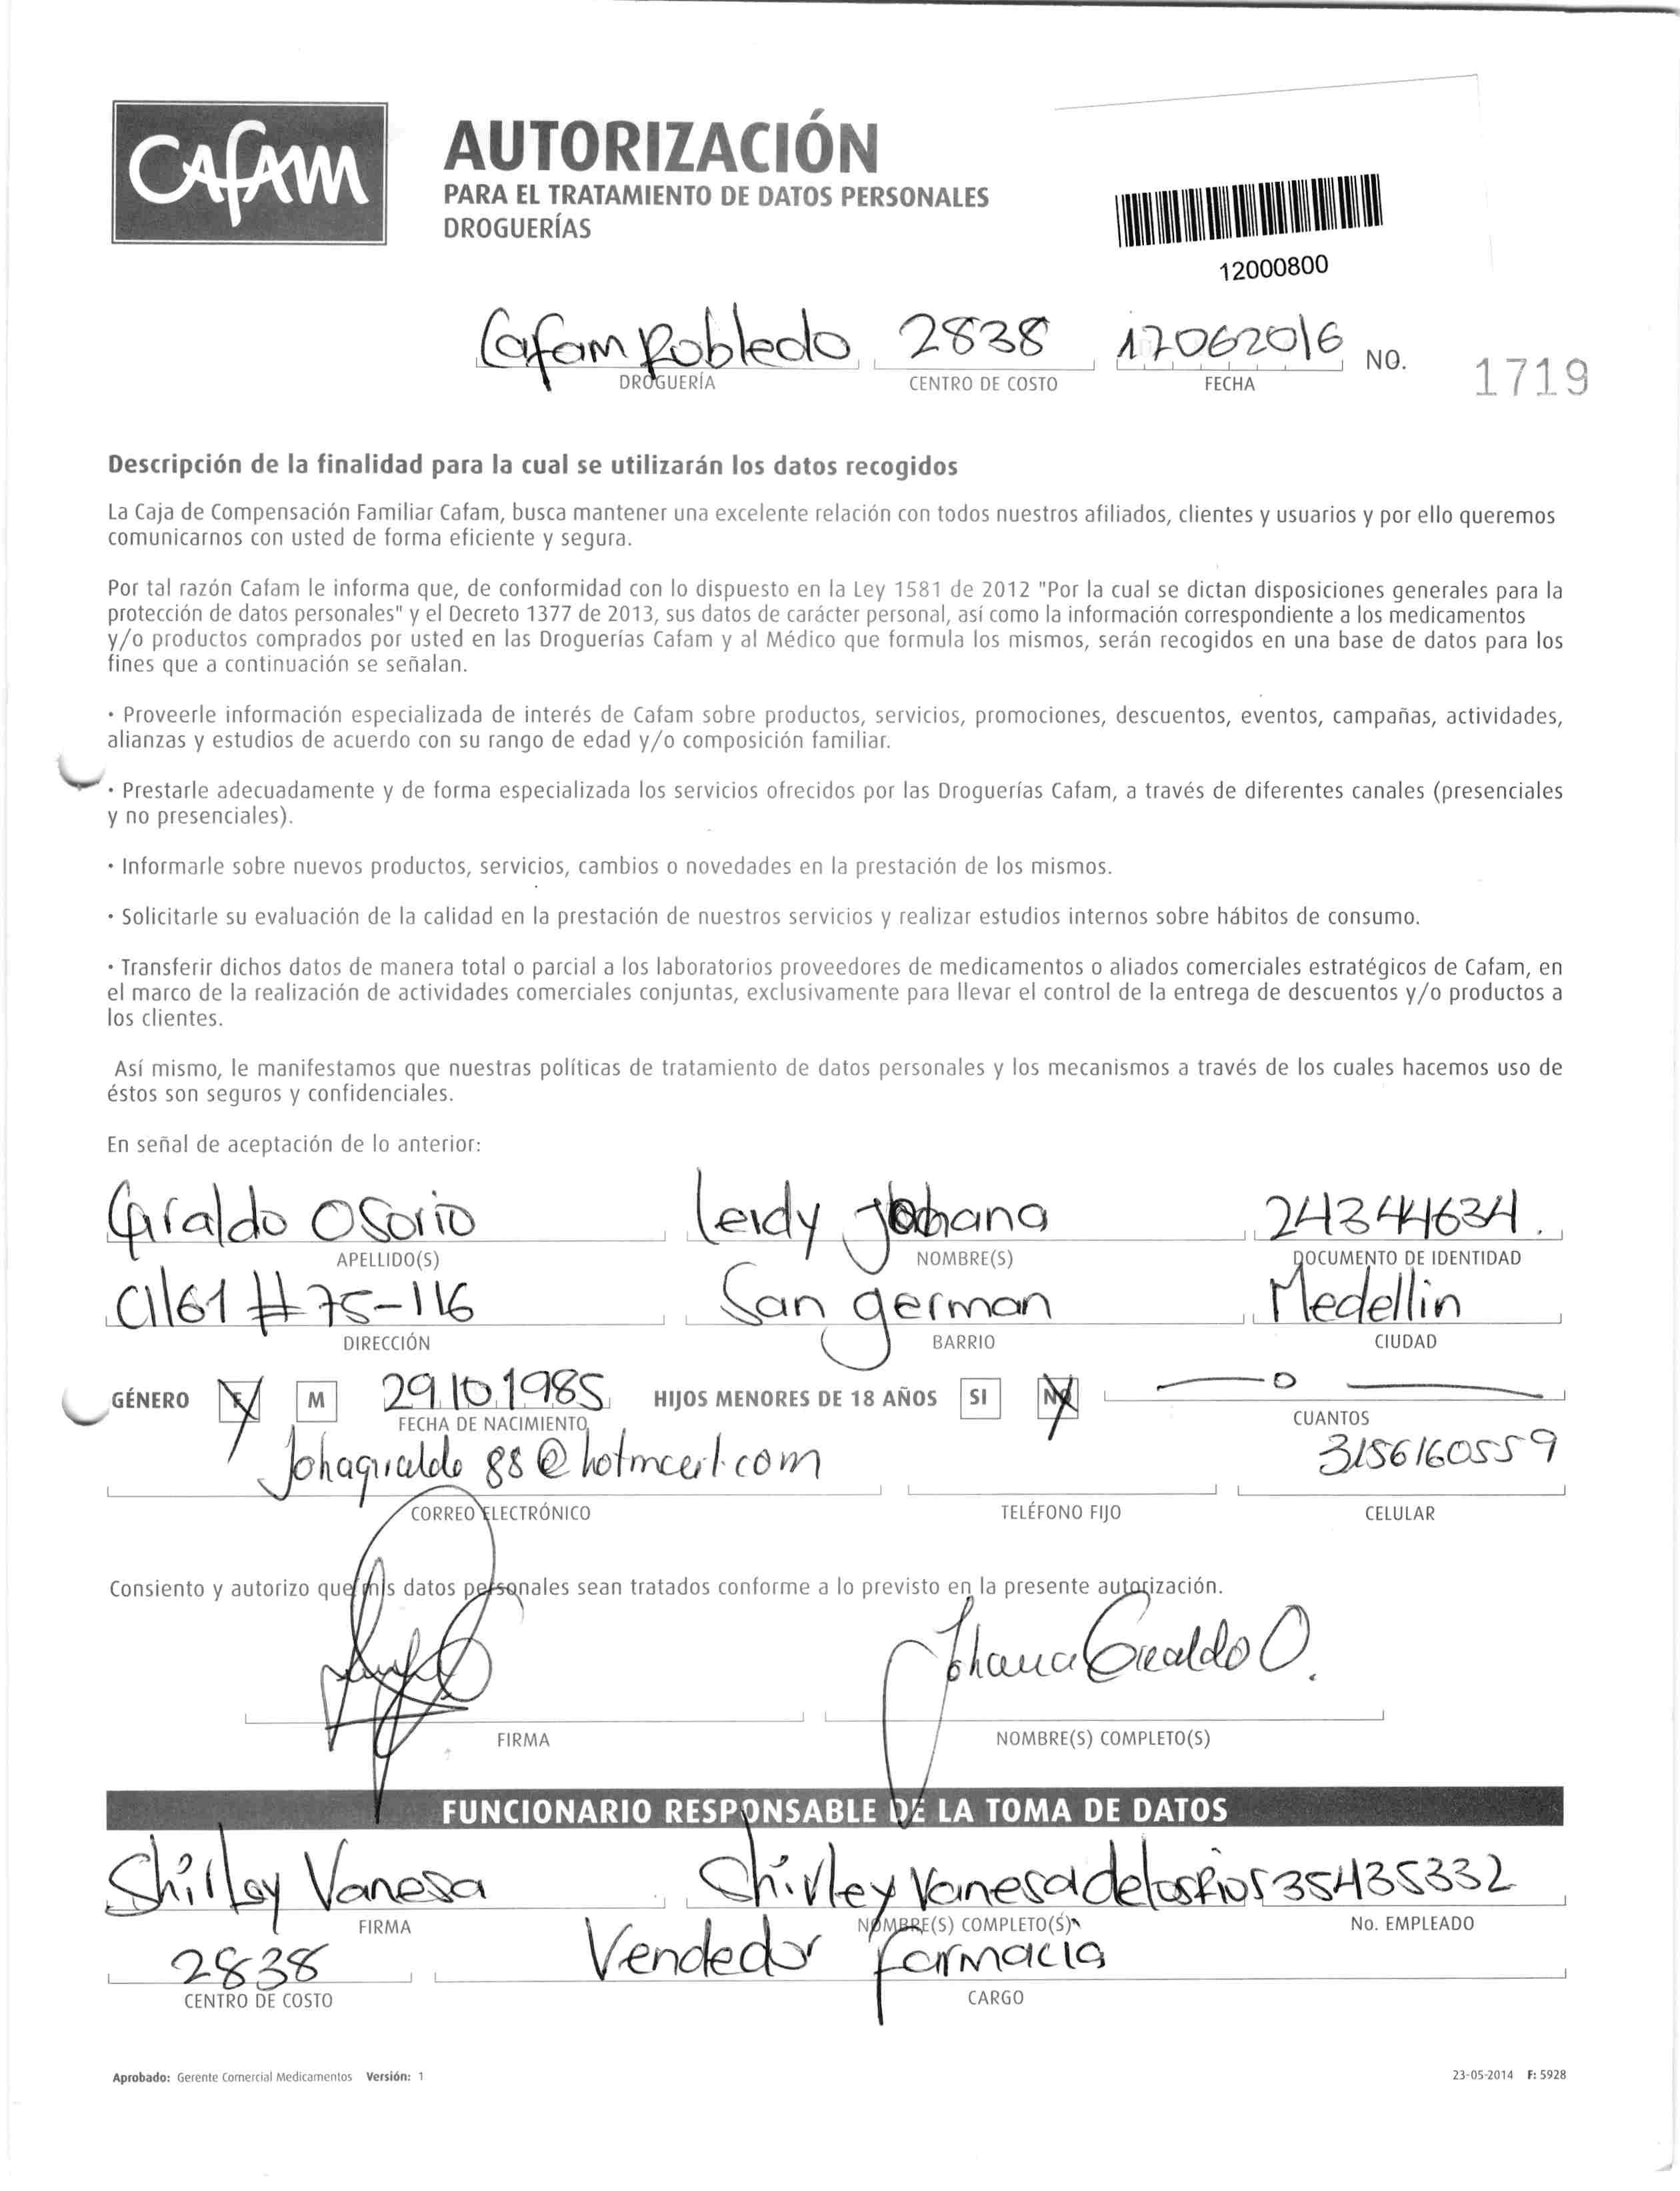 Cafam
AUTORIZACIÓN
PARA EL TRATAMIENTO DE DATOS PERSONALES
DROGUERÍAS
12000800
Cafam Robledo 2838 17062016 NO. 1719
DROGUERÍA CENTRO DE COSTO FECHA
Descripción de la finalidad para la cual se utilizarán los datos recogidos
La Caja de Compensación Familiar Cafam, busca mantener una excelente relación con todos nuestros afiliados, clientes y usuarios y por ello queremos
comunicarnos con usted de forma eficiente y segura.
Por tal razón Cafam le informa que, de conformidad con lo dispuesto en la Ley 1581 de 2012 "Por la cual se dictan disposiciones generales para la
protección de datos personales" y el Decreto 1377 de 2013, sus datos de carácter personal, así como la información correspondiente a los medicamentos
y/o productos comprados por usted en las Droguerías Cafam y al Médico que formula los mismos, serán recogidos en una base de datos para los
fines que a continuación se señalan.
· Proveerle información especializada de interés de Cafam sobre productos, servicios, promociones, descuentos, eventos, campañas, actividades,
alianzas y estudios de acuerdo con su rango de edad y/o composición familiar.
· Prestarle adecuadamente y de forma especializada los servicios ofrecidos por las Droguerías Cafam, a través de diferentes canales (presenciales
y no presenciales).
· Informarle sobre nuevos productos, servicios, cambios o novedades en la prestación de los mismos.
· Solicitarle su evaluación de la calidad en la prestación de nuestros servicios y realizar estudios internos sobre hábitos de consumo.
· Transferir dichos datos de manera total o parcial a los laboratorios proveedores de medicamentos o aliados comerciales estratégicos de Cafam, en
el marco de la realización de actividades comerciales conjuntas, exclusivamente para llevar el control de la entrega de descuentos y/o productos a
los clientes.
Así mismo, le manifestamos que nuestras políticas de tratamiento de datos personales y los mecanismos a través de los cuales hacemos uso de
éstos son seguros y confidenciales.
En señal de aceptación de lo anterior:
Giraldo Osorio Leidy Johana 24344634.
APELLIDO(S) NOMBRE(S) DOCUMENTO DE IDENTIDAD
Cll61 #75-116 San german Medellin
DIRECCIÓN BARRIO CIUDAD
GÉNERO F M 29101985 HIJOS MENORES DE 18 AÑOS SI NO — 0 —
FECHA DE NACIMIENTO CUANTOS
Johagiraldo 88@hotmail.com 3156160559
CORREO ELECTRÓNICO TELÉFONO FIJO CELULAR
Consiento y autorizo que mis datos personales sean tratados conforme a lo previsto en la presente autorización.
Johana Giraldo O.
FIRMA NOMBRE(S) COMPLETO(S)
FUNCIONARIO RESPONSABLE DE LA TOMA DE DATOS
Shirley Vanesa Shirley Vanesa de los Rios 35435332
FIRMA NOMBRE(S) COMPLETO(S) No. EMPLEADO
2838 Vendedor farmacia
CENTRO DE COSTO CARGO
Aprobado: Gerente Comercial Medicamentos Versión: 1 23-05-2014 F: 5928